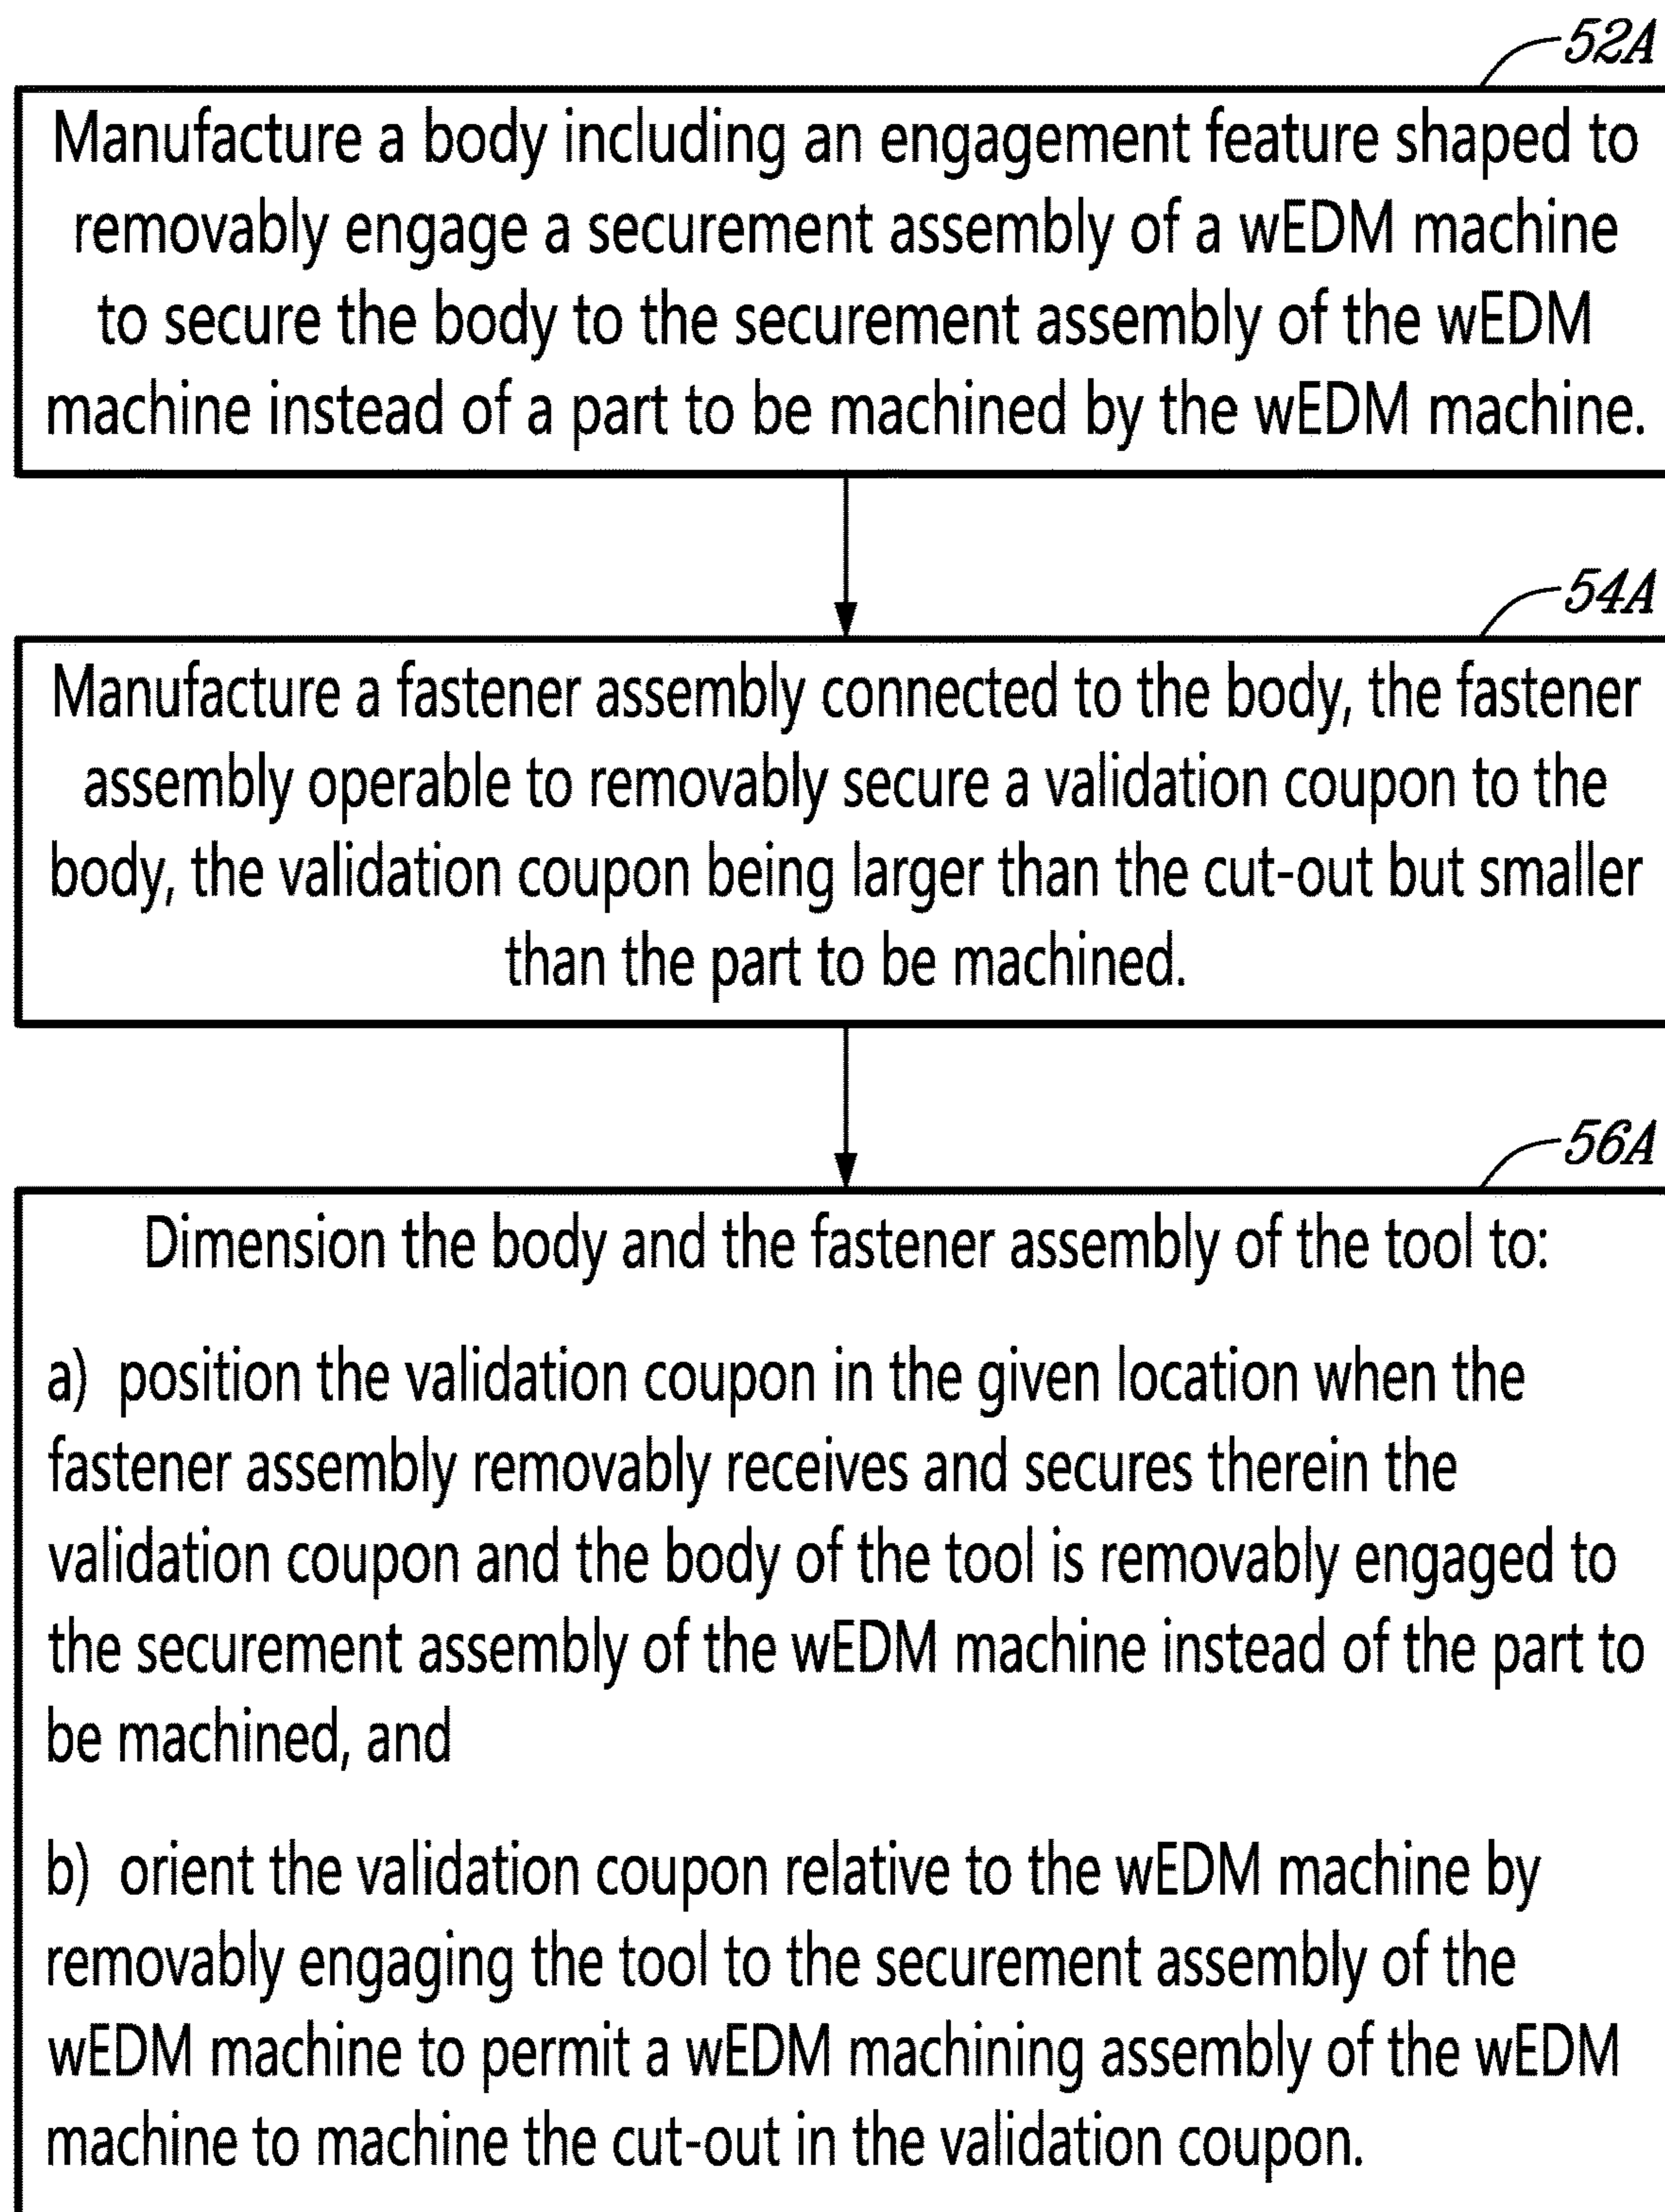 52A
Manufacture a body including an engagement feature shaped to
removably engage a securement assembly of a wEDM machine
to secure the body to the securement assembly of the wEDM
machine instead of a part to be machined by the wEDM machine.
54A
Manufacture a fastener assembly connected to the body, the fastener
assembly operable to removably secure a validation coupon to the
body, the validation coupon being larger than the cut-out but smaller
than the part to be machined.
56A
Dimension the body and the fastener assembly of the tool to:
a) position the validation coupon in the given location when the
fastener assembly removably receives and secures therein the
validation coupon and the body of the tool is removably engaged to
the securement assembly of the wEDM machine instead of the part to
be machined, and
b) orient the validation coupon relative to the wEDM machine by
removably engaging the tool to the securement assembly of the
wEDM machine to permit a wEDM machining assembly of the wEDM
machine to machine the cut-out in the validation coupon.